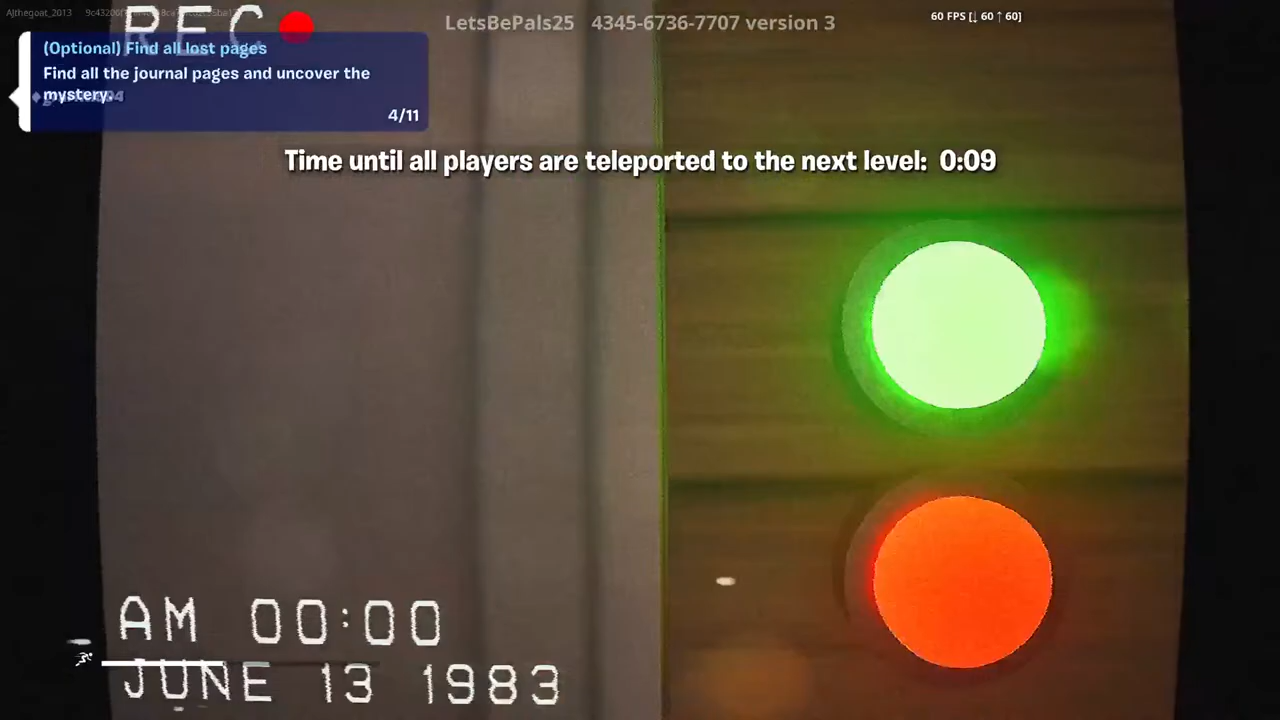 AJthegoat_2013
REC
LetsBePals25 4345-6736-7707 version 3
60 FPS [↓ 60 ↑ 60]
(Optional) Find all lost pages
Find all the journal pages and uncover the
mystery.
4/11
Time until all players are teleported to the next level: 0:09
AM 00:00
JUNE 13 1983